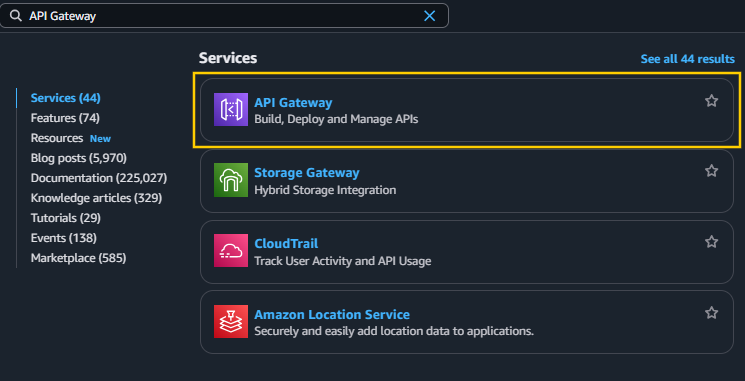 API Gateway
Services
See all 44 results
Services (44)
Features (74)
Resources New
Blog posts (5,970)
Documentation (225,027)
Knowledge articles (329)
Tutorials (29)
Events (138)
Marketplace (585)
API Gateway
Build, Deploy and Manage APIs
Storage Gateway
Hybrid Storage Integration
CloudTrail
Track User Activity and API Usage
Amazon Location Service
Securely and easily add location data to applications.